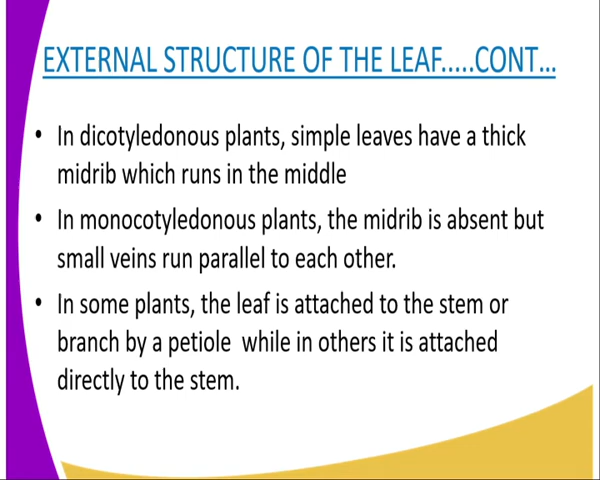 EXTERNAL STRUCTURE OF THE LEAF.....CONT...
• In dicotyledonous plants, simple leaves have a thick
midrib which runs in the middle
• In monocotyledonous plants, the midrib is absent but
small veins run parallel to each other.
• In some plants, the leaf is attached to the stem or
branch by a petiole while in others it is attached
directly to the stem.